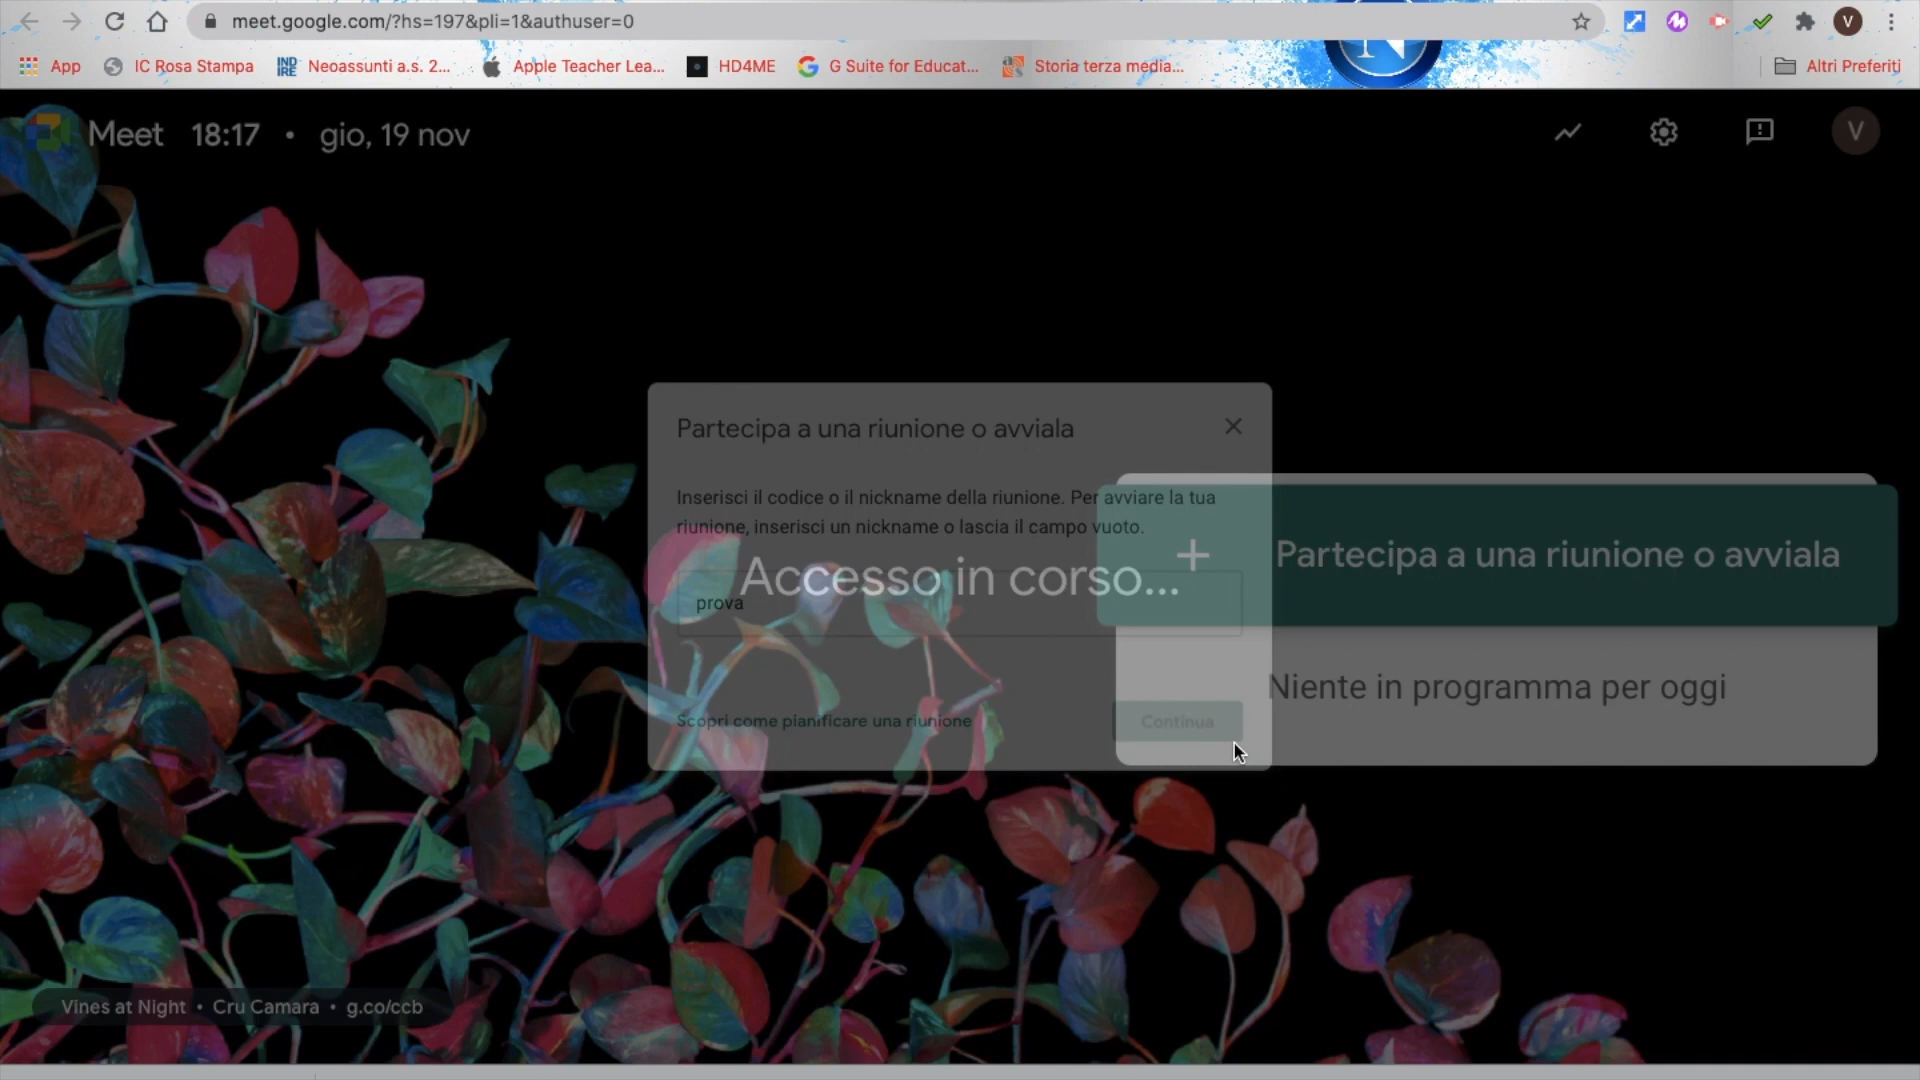 meet.google.com/?hs=197&pli=1&authuser=0
V
App
IC Rosa Stampa
IND IRE
Neoassunti a.s. 2...
Apple Teacher Lea...
HD4ME
G Suite for Educat...
Storia terza media...
Altri Preferiti
N
Meet 18:17 • gio, 19 nov
V
Partecipa a una riunione o avviala
Inserisci il codice o il nickname della riunione. Per avviare la tua
riunione, inserisci un nickname o lascia il campo vuoto.
Accesso in corso...
prova
Scopri come pianificare una riunione
Continua
+ Partecipa a una riunione o avviala
Niente in programma per oggi
Vines at Night • Cru Camara • g.co/ccb